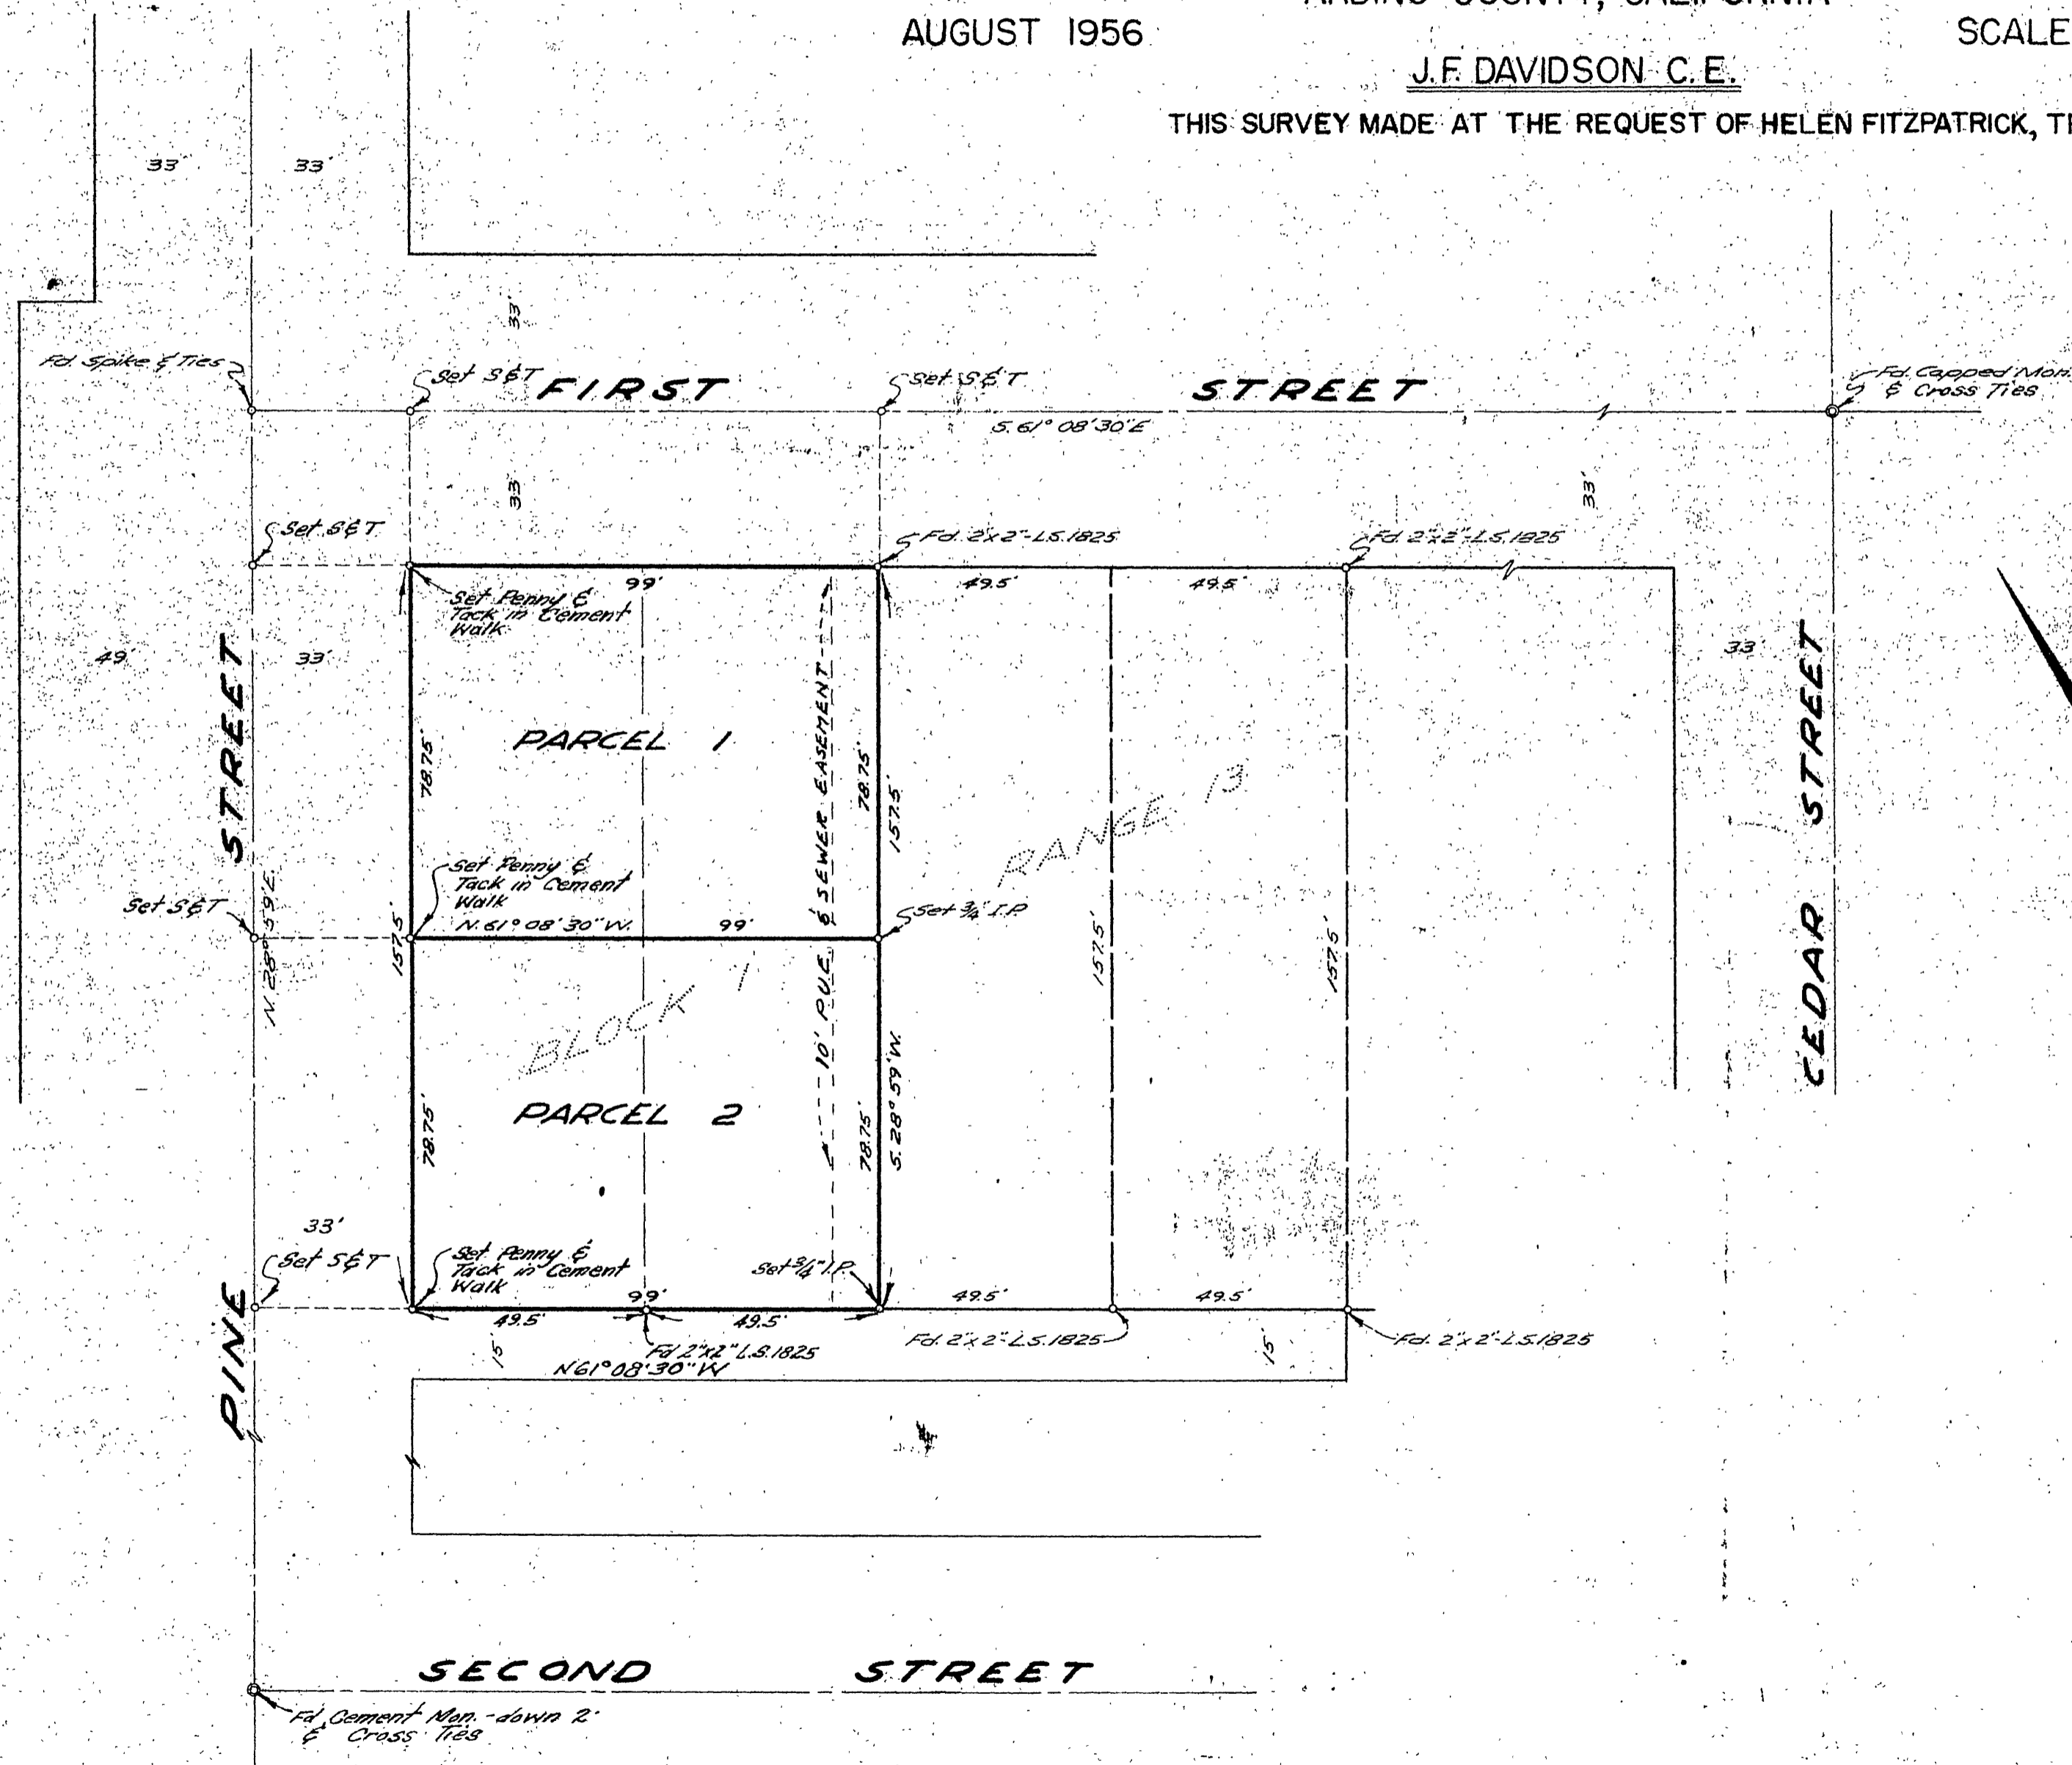 ARDINO COUNTY, CALIFORNIA
AUGUST 1956
SCALE
J.F. DAVIDSON C.E.
THIS SURVEY MADE AT THE REQUEST OF HELEN FITZPATRICK,
33'
33'
33'
Fd. Spike & Ties
Set S&T
FIRST
Set S&T
STREET
Fd. Capped Mon.
& Cross Ties
S. 61° 08' 30" E
33'
33'
Set S&T
Fd. 2"x2"-L.S.1825
Fd. 2"x2"-L.S.1825
99'
49.5'
49.5'
Set Penny &
Tack in Cement
Walk
49'
33'
33'
STREET
PARCEL 1
78.75'
6' SEWER EASEMENT
78.75'
157.5'
RANGE 13
CEDAR STREET
Set Penny &
Tack in Cement
Walk
Set S&T
N. 28° 59' E.
Set 3/4" I.P.
N. 61° 08' 30" W.
99'
157.5'
157.5'
157.5'
BLOCK 1
10' P.U.E.
PARCEL 2
78.75'
78.75'
S. 28° 59' W.
33'
Set S&T
Set Penny &
Tack in Cement
Walk
Set 3/4" I.P.
99'
49.5'
49.5'
49.5'
49.5'
PINE
15'
Fd. 2"x2" L.S.1825
Fd. 2"x2"-L.S.1825
15'
Fd. 2"x2"-L.S.1825
N61°08'30"W
SECOND STREET
Fd. Cement Mon. - down 2'
& Cross Ties